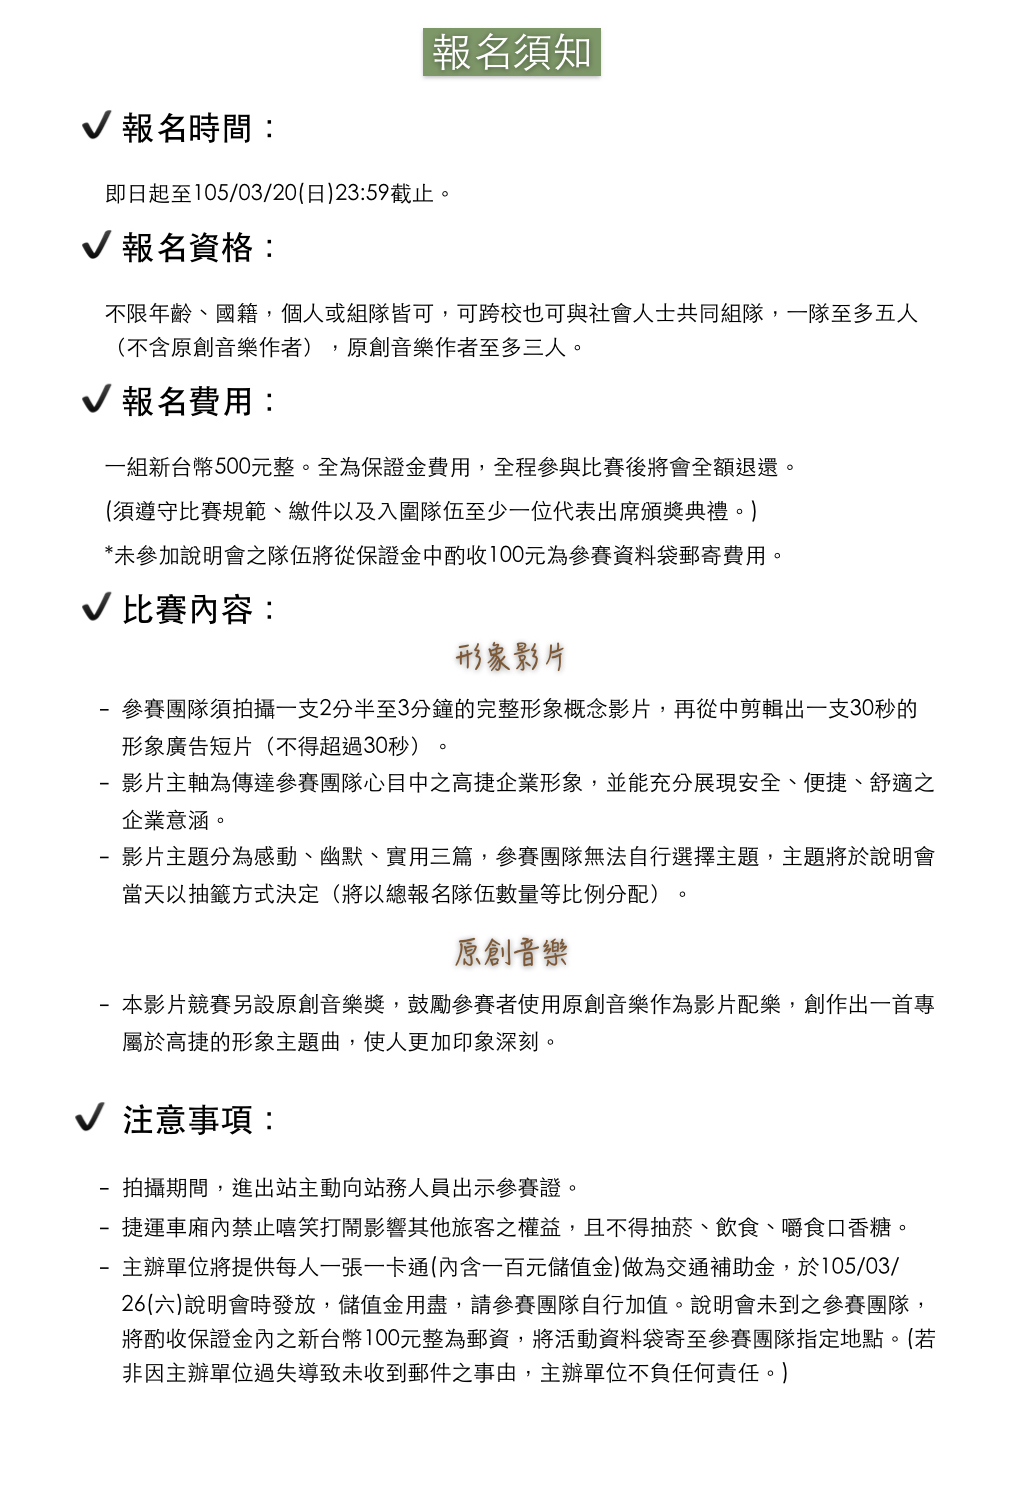 報名須知
✓ 報名時間：
即日起至105/03/20(日)23:59截止。
✓ 報名資格：
不限年齡、國籍，個人或組隊皆可，可跨校也可與社會人士共同組隊，一隊至多五人
（不含原創音樂作者），原創音樂作者至多三人。
✓ 報名費用：
一組新台幣500元整。全為保證金費用，全程參與比賽後將會全額退還。
(須遵守比賽規範、繳件以及入圍隊伍至少一位代表出席頒獎典禮。)
*未參加說明會之隊伍將從保證金中酌收100元為參賽資料袋郵寄費用。
✓ 比賽內容：
形象影片
– 參賽團隊須拍攝一支2分半至3分鐘的完整形象概念影片，再從中剪輯出一支30秒的
形象廣告短片（不得超過30秒）。
– 影片主軸為傳達參賽團隊心目中之高捷企業形象，並能充分展現安全、便捷、舒適之
企業意涵。
– 影片主題分為感動、幽默、實用三篇，參賽團隊無法自行選擇主題，主題將於說明會
當天以抽籤方式決定（將以總報名隊伍數量等比例分配）。
原創音樂
– 本影片競賽另設原創音樂獎，鼓勵參賽者使用原創音樂作為影片配樂，創作出一首專
屬於高捷的形象主題曲，使人更加印象深刻。
✓ 注意事項：
– 拍攝期間，進出站主動向站務人員出示參賽證。
– 捷運車廂內禁止嘻笑打鬧影響其他旅客之權益，且不得抽菸、飲食、嚼食口香糖。
– 主辦單位將提供每人一張一卡通(內含一百元儲值金)做為交通補助金，於105/03/
26(六)說明會時發放，儲值金用盡，請參賽團隊自行加值。說明會未到之參賽團隊，
將酌收保證金內之新台幣100元整為郵資，將活動資料袋寄至參賽團隊指定地點。(若
非因主辦單位過失導致未收到郵件之事由，主辦單位不負任何責任。)